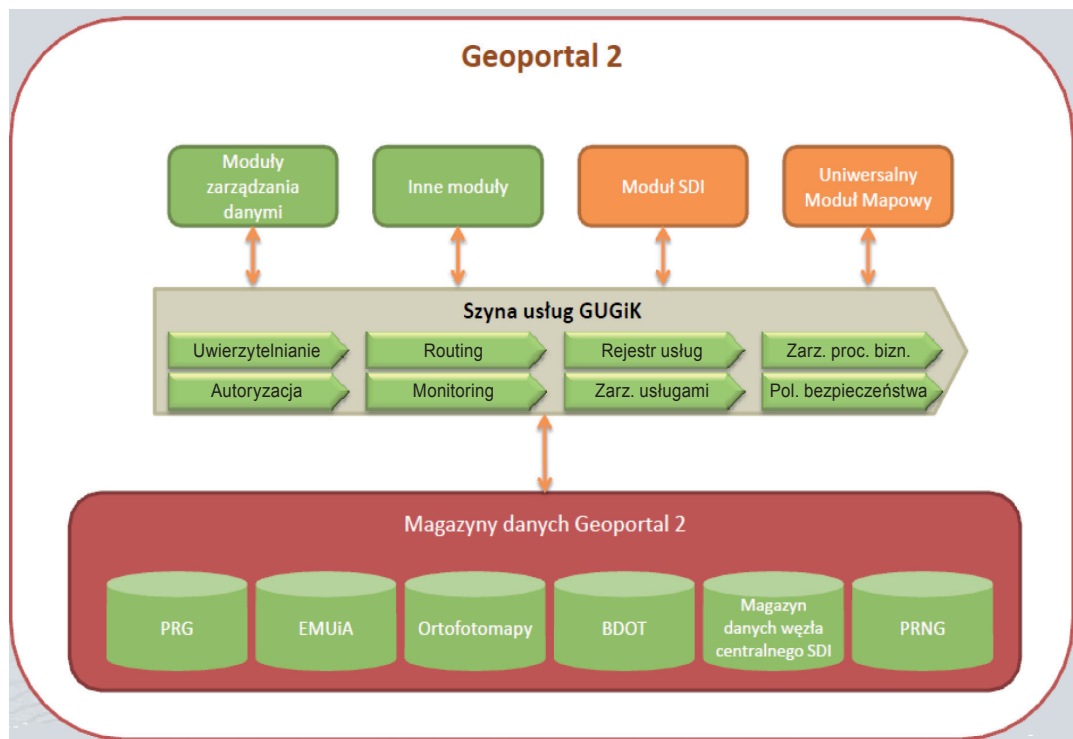 Geoportal 2
Moduły
zarządzania
danymi
Inne moduły
Moduł SDI
Uniwersalny
Moduł Mapowy
Szyna usług GUGiK
Uwierzytelnianie
Routing
Rejestr usług
Zarz. proc. bizn.
Autoryzacja
Monitoring
Zarz. usługami
Pol. bezpieczeństwa
Magazyny danych Geoportal 2
PRG
EMUiA
Ortofotomapy
BDOT
Magazyn
danych węzła
centralnego SDI
PRNG